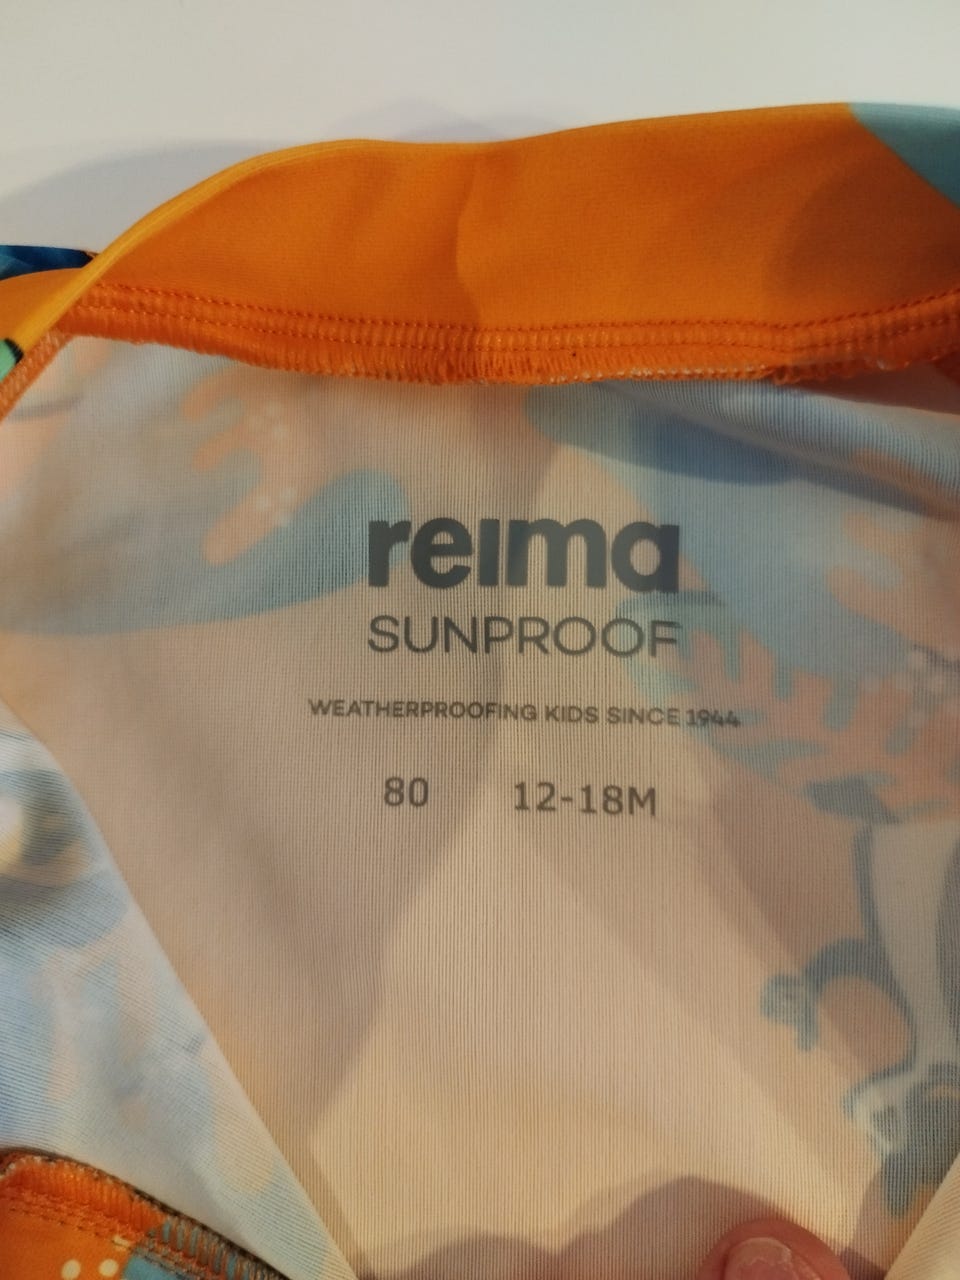 reima
SUNPROOF
WEATHERPROOFING KIDS SINCE 1944
80 12-18M